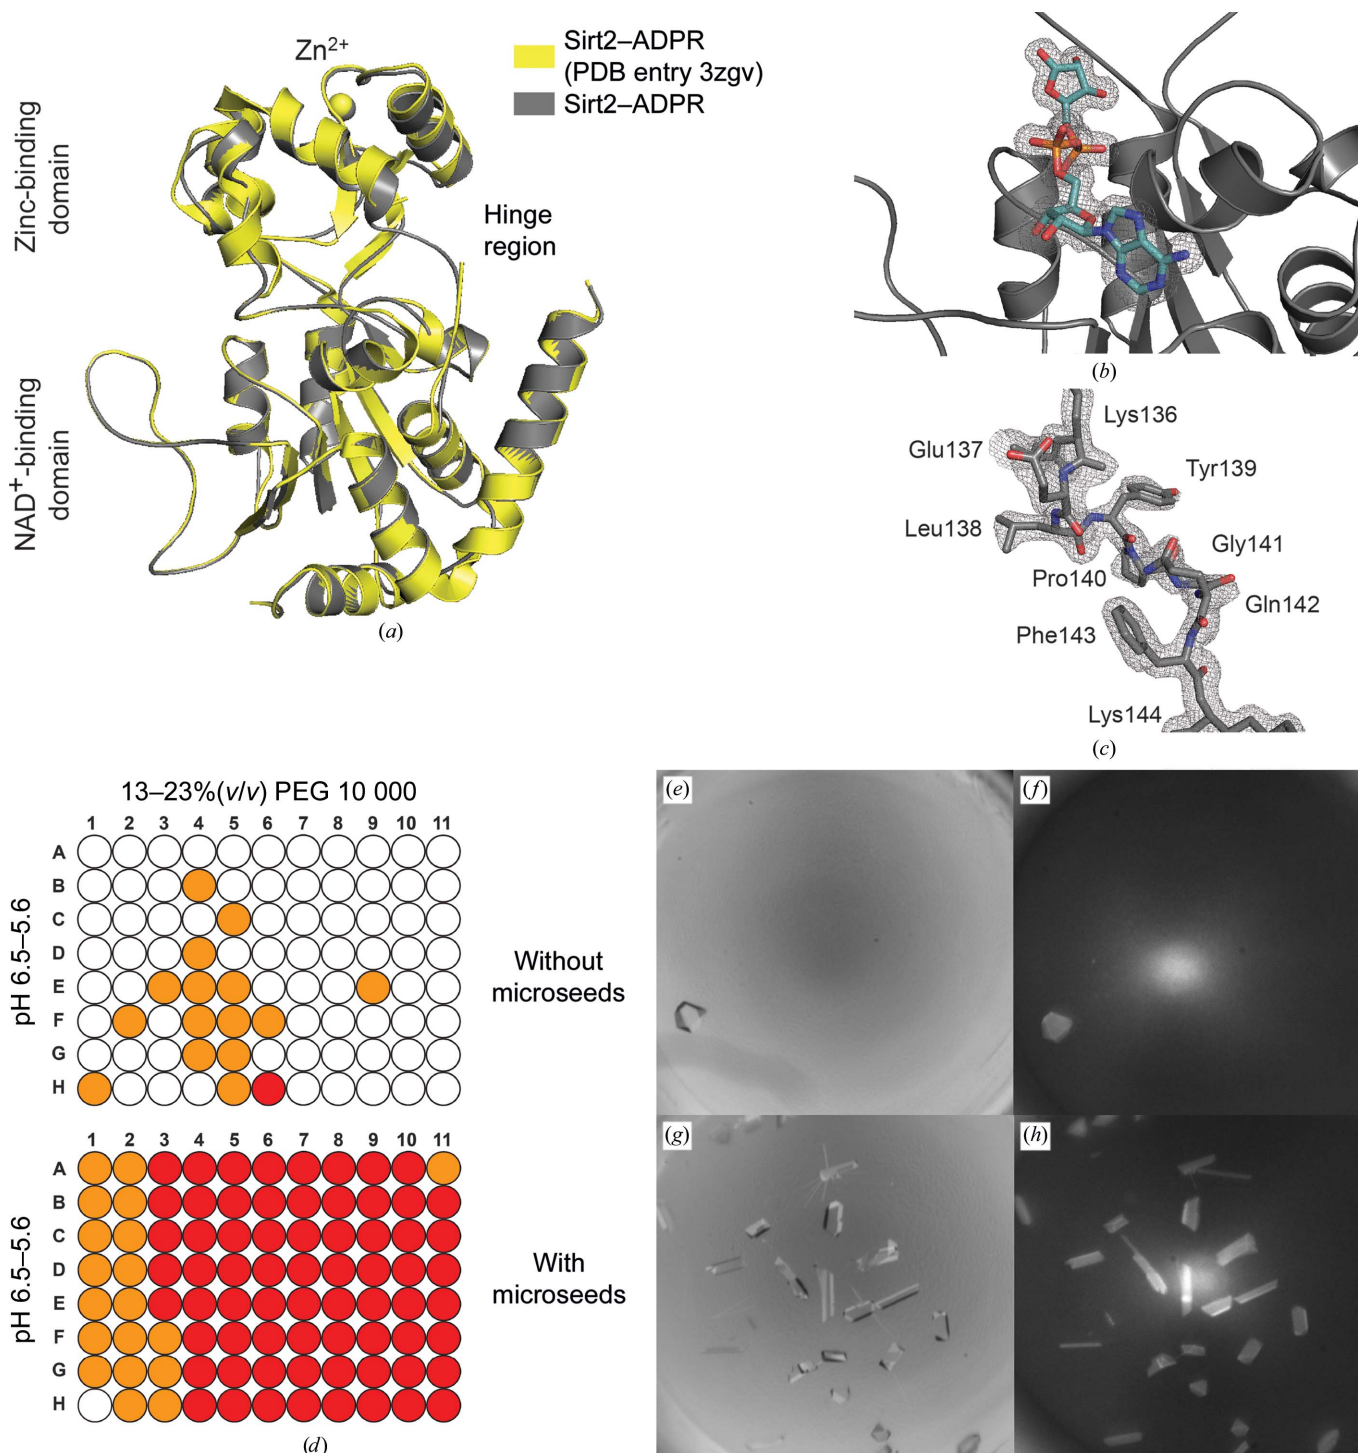 Zn2+
Sirt2–ADPR
(PDB entry 3zgv)
Sirt2–ADPR
Zinc-binding
domain
Hinge
region
NAD+-binding
domain
(a)
(b)
Lys136
Glu137
Tyr139
Leu138
Gly141
Pro140
Gln142
Phe143
Lys144
(c)
13–23%(v/v) PEG 10 000
1 2 3 4 5 6 7 8 9 10 11
A
B
C
D
E
F
G
H
pH 6.5–5.6
Without
microseeds
1 2 3 4 5 6 7 8 9 10 11
A
B
C
D
E
F
G
H
pH 6.5–5.6
With
microseeds
(d)
(e)
(f)
(g)
(h)